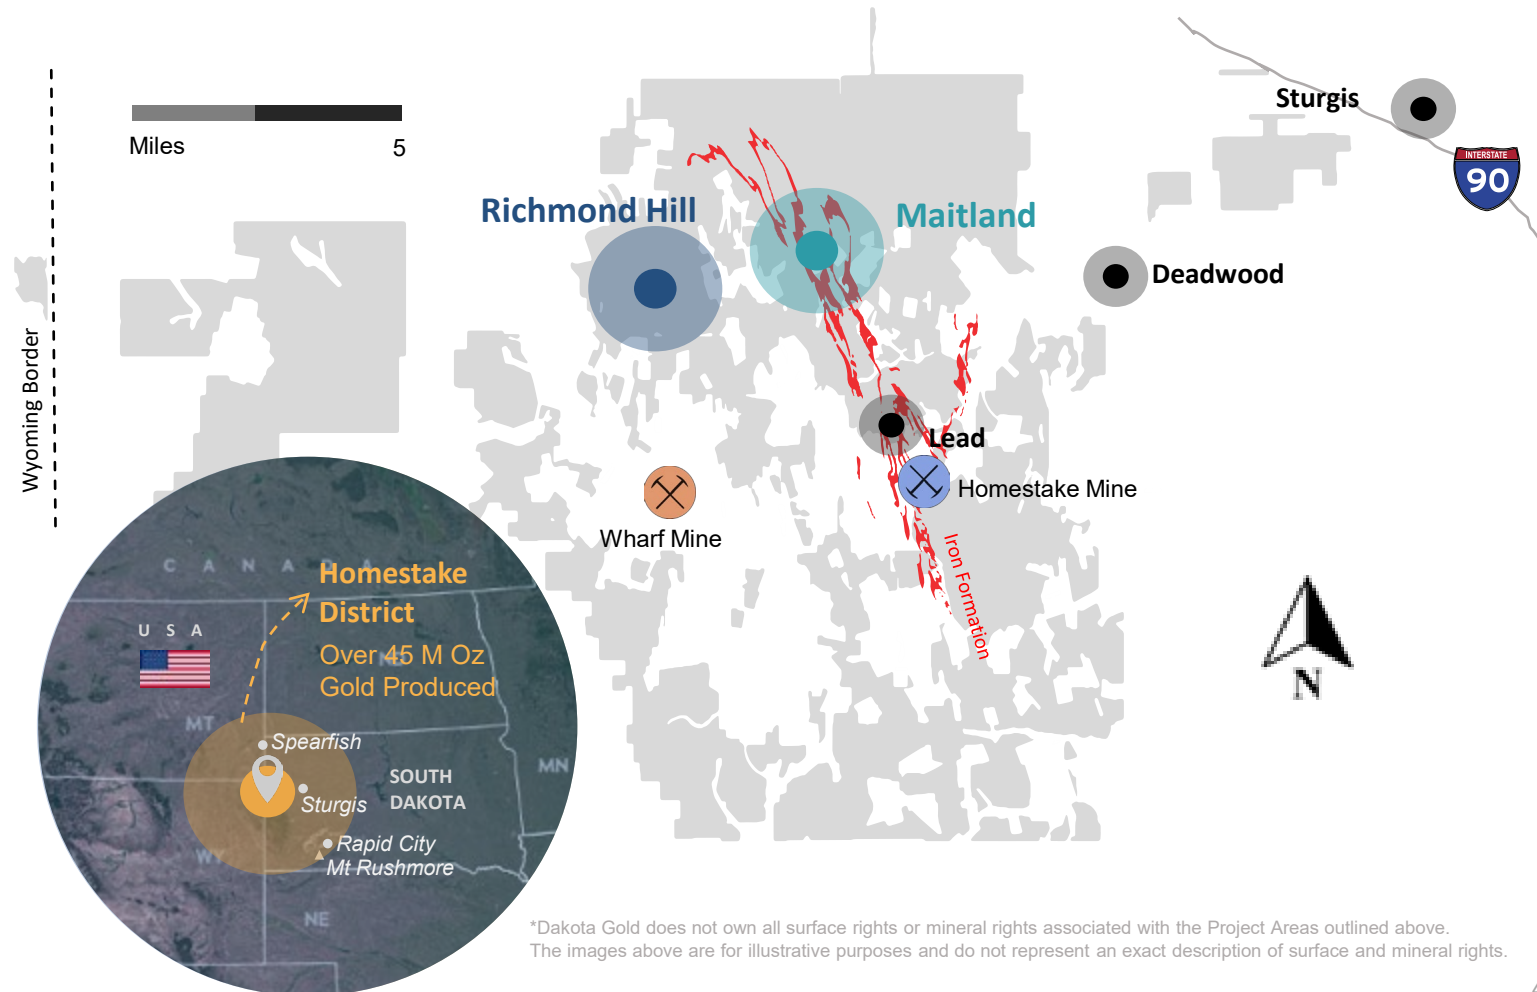 Sturgis
INTERSTATE
90
Miles
5
Richmond Hill
Maitland
Deadwood
Wyoming Border
Lead
Homestake Mine
Wharf Mine
Iron Formation
CANADA
Homestake
District
Over 45 M Oz
Gold Produced
USA
ND
MT
Spearfish
SOUTH
DAKOTA
MN
Sturgis
Rapid City
Mt Rushmore
WY
NE
N
*Dakota Gold does not own all surface rights or mineral rights associated with the Project Areas outlined above.
The images above are for illustrative purposes and do not represent an exact description of surface and mineral rights.